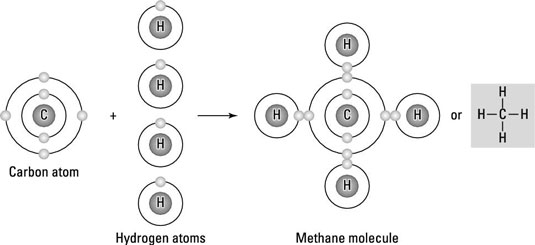 H
H
H
H
C
+
Carbon atom
Hydrogen atoms
H
H
C
H
H
Methane molecule
or
H
H–C–H
H